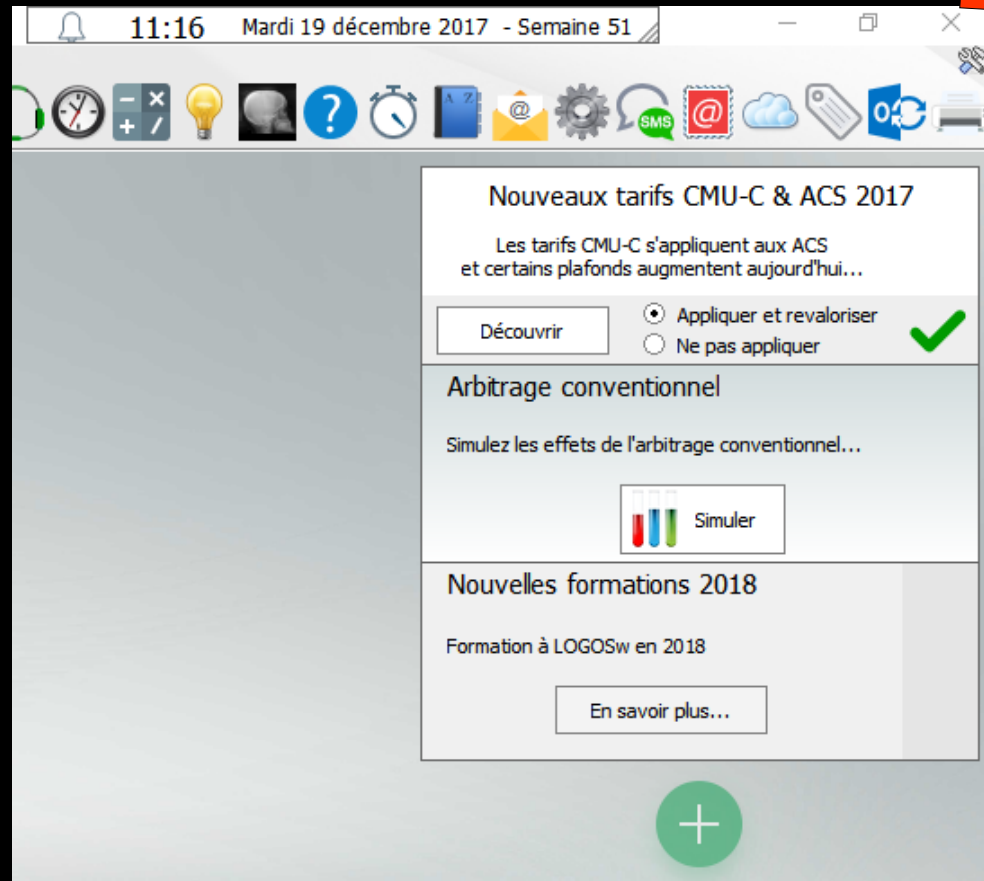 11:16 Mardi 19 décembre 2017 - Semaine 51
A Z @ SMS @
Nouveaux tarifs CMU-C & ACS 2017
Les tarifs CMU-C s'appliquent aux ACS
et certains plafonds augmentent aujourd'hui...
Découvrir
Appliquer et revaloriser
Ne pas appliquer
Arbitrage conventionnel
Simulez les effets de l'arbitrage conventionnel...
Simuler
Nouvelles formations 2018
Formation à LOGOSw en 2018
En savoir plus...